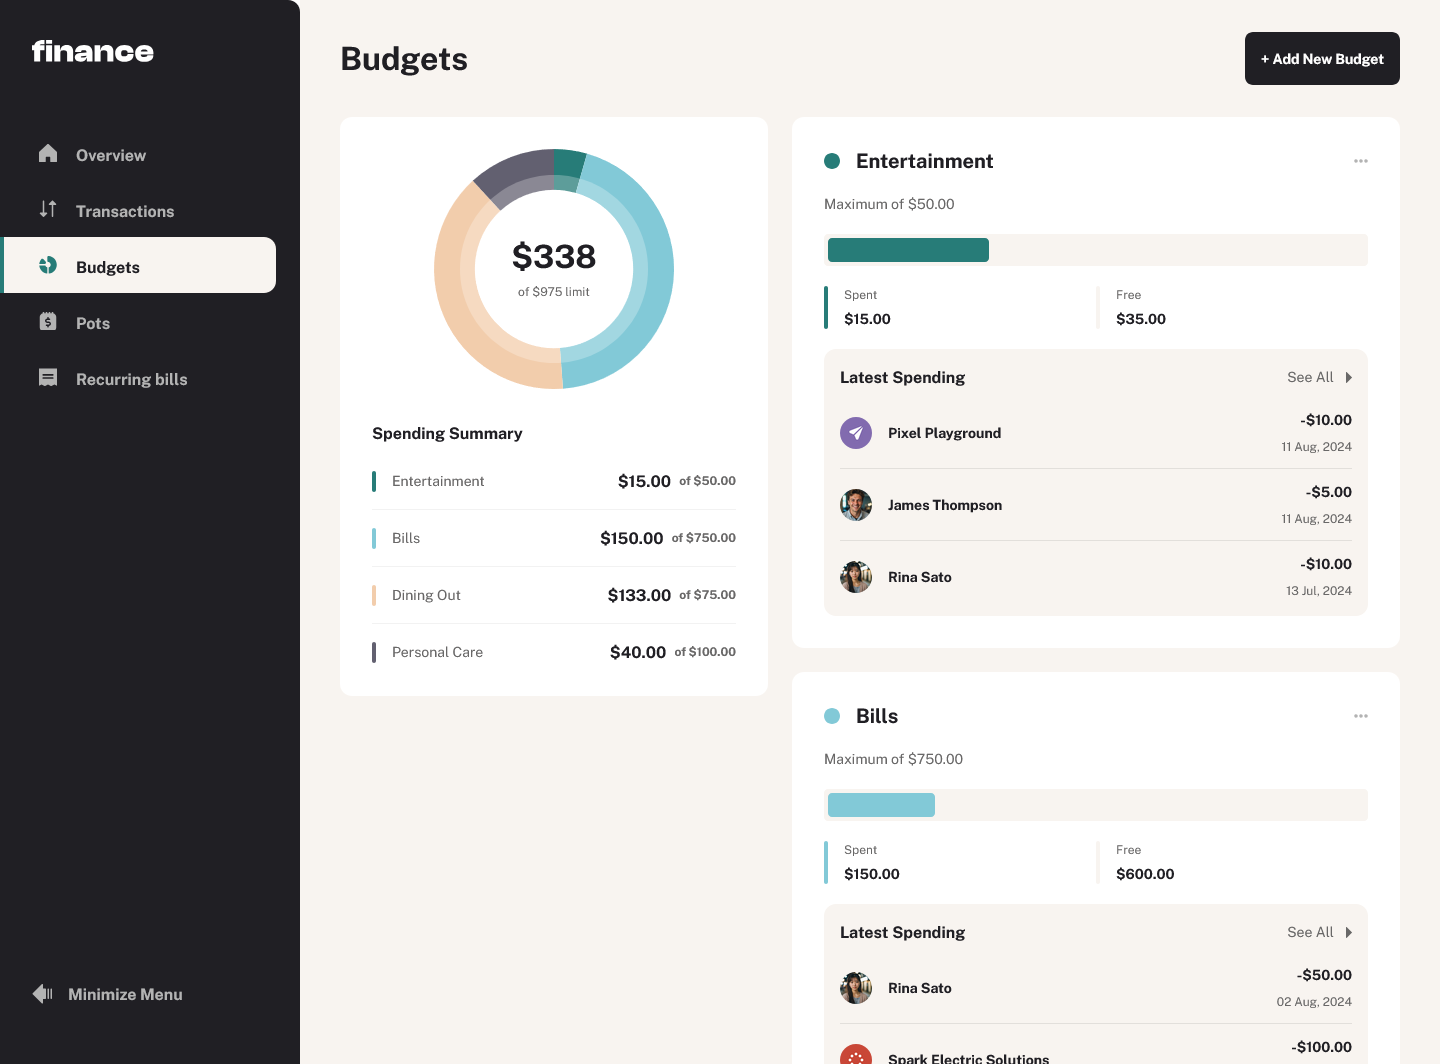 finance
Overview
Transactions
Budgets
Pots
Recurring bills
Minimize Menu
Budgets
+ Add New Budget
$338
of $975 limit
Spending Summary
Entertainment $15.00 of $50.00
Bills $150.00 of $750.00
Dining Out $133.00 of $75.00
Personal Care $40.00 of $100.00
Entertainment
Maximum of $50.00
Spent Free
$15.00 $35.00
Latest Spending See All
Pixel Playground -$10.00
11 Aug, 2024
James Thompson -$5.00
11 Aug, 2024
Rina Sato -$10.00
13 Jul, 2024
Bills
Maximum of $750.00
Spent Free
$150.00 $600.00
Latest Spending See All
Rina Sato -$50.00
02 Aug, 2024
Spark Electric Solutions -$100.00